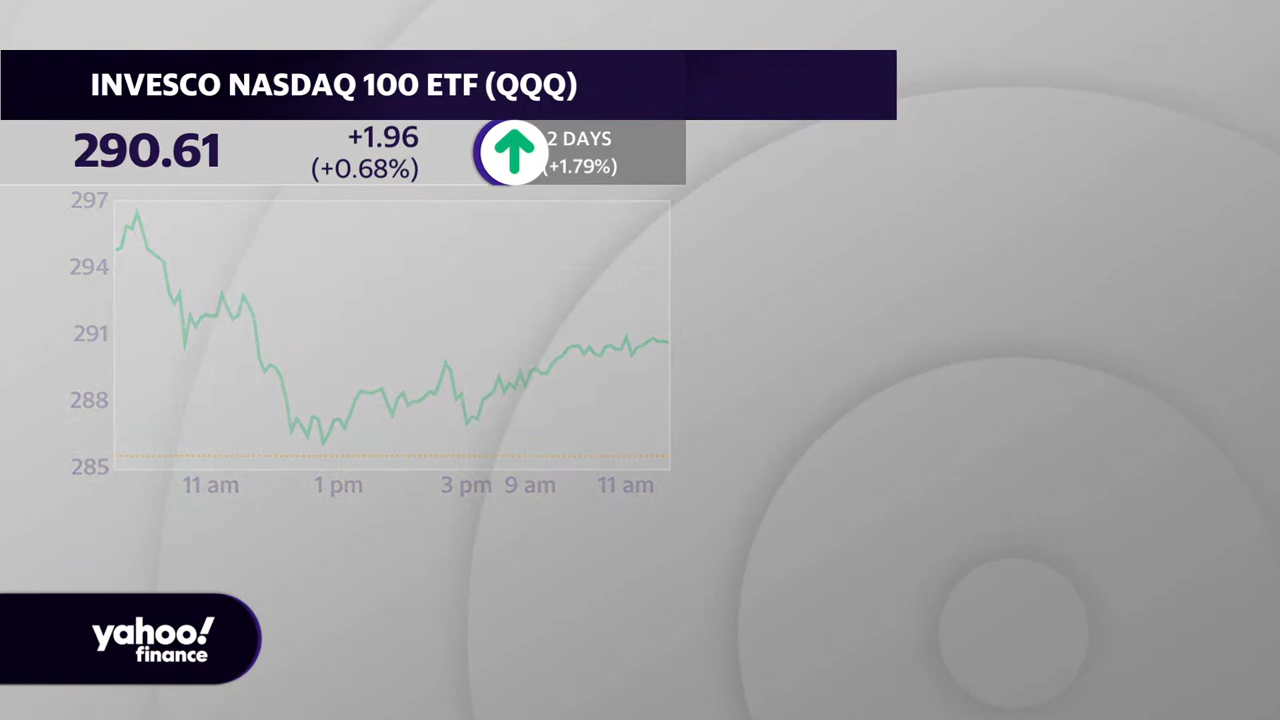 INVESCO NASDAQ 100 ETF (QQQ)
290.61
+1.96
(+0.68%)
2 DAYS
(+1.79%)
297
294
291
288
285
11 am 1 pm 3 pm 9 am 11 am
yahoo!
finance